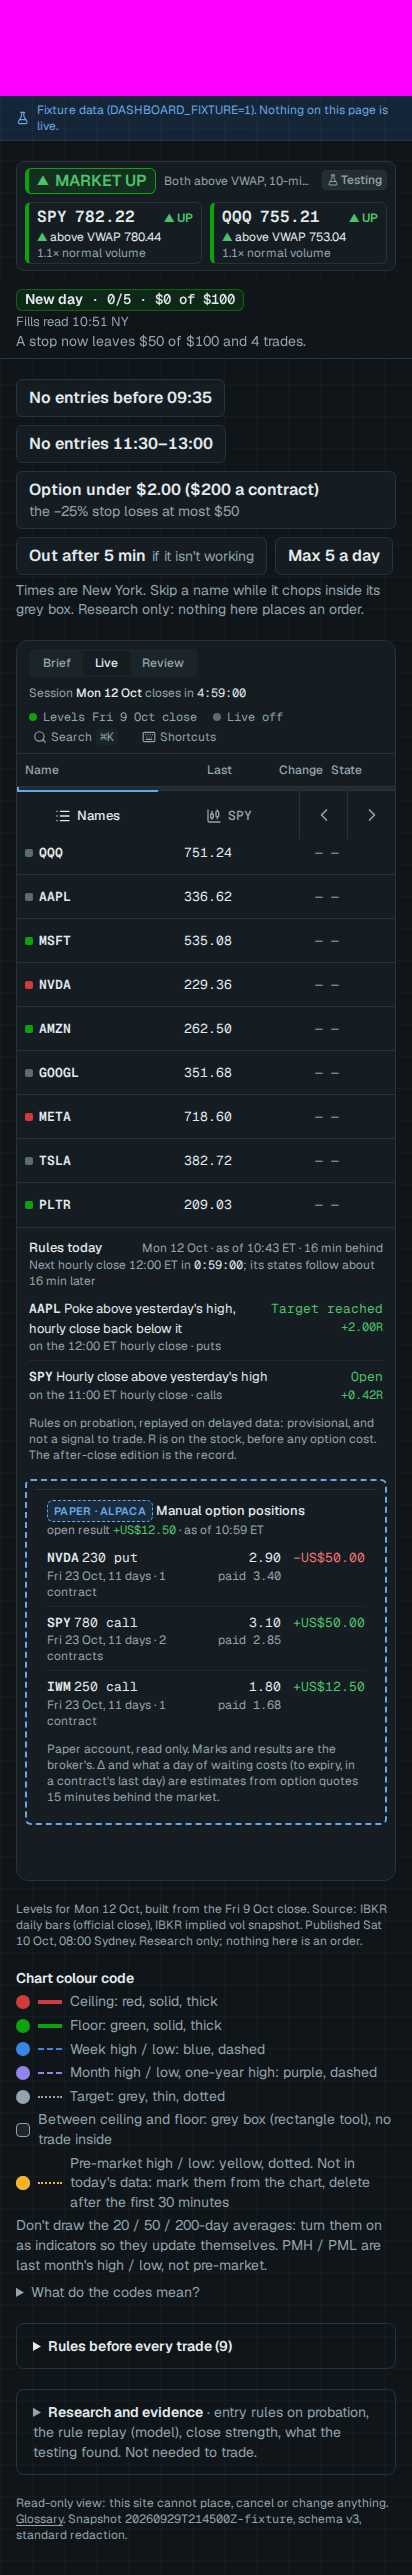 Fixture data (DASHBOARD_FIXTURE=1). Nothing on this page is
live.
▲ MARKET UP Both above VWAP, 10-mi… Testing
SPY 782.22 ▲ UP QQQ 755.21 ▲ UP
▲ above VWAP 780.44 ▲ above VWAP 753.04
1.1× normal volume 1.1× normal volume
New day · 0/5 · $0 of $100
Fills read 10:51 NY
A stop now leaves $50 of $100 and 4 trades.
No entries before 09:35
No entries 11:30–13:00
Option under $2.00 ($200 a contract)
the −25% stop loses at most $50
Out after 5 min if it isn't working Max 5 a day
Times are New York. Skip a name while it chops inside its
grey box. Research only: nothing here places an order.
Brief Live Review
Session Mon 12 Oct closes in 4:59:00
Levels Fri 9 Oct close Live off
Search ⌘K Shortcuts
Name Last Change State
Names SPY
QQQ 751.24 — —
AAPL 336.62 — —
MSFT 535.08 — —
NVDA 229.36 — —
AMZN 262.50 — —
GOOGL 351.68 — —
META 718.60 — —
TSLA 382.72 — —
PLTR 209.03 — —
Rules today Mon 12 Oct · as of 10:43 ET · 16 min behind
Next hourly close 12:00 ET in 0:59:00; its states follow about
16 min later
AAPL Poke above yesterday's high, Target reached
hourly close back below it +2.00R
on the 12:00 ET hourly close · puts
SPY Hourly close above yesterday's high Open
on the 11:00 ET hourly close · calls +0.42R
Rules on probation, replayed on delayed data: provisional, and
not a signal to trade. R is on the stock, before any option cost.
The after-close edition is the record.
PAPER · ALPACA Manual option positions
open result +US$12.50 · as of 10:59 ET
NVDA 230 put 2.90 −US$50.00
Fri 23 Oct, 11 days · 1 paid 3.40
contract
SPY 780 call 3.10 +US$50.00
Fri 23 Oct, 11 days · 2 paid 2.85
contracts
IWM 250 call 1.80 +US$12.50
Fri 23 Oct, 11 days · 1 paid 1.68
contract
Paper account, read only. Marks and results are the
broker's. Δ and what a day of waiting costs (to expiry, in
a contract's last day) are estimates from option quotes
15 minutes behind the market.
Levels for Mon 12 Oct, built from the Fri 9 Oct close. Source: IBKR
daily bars (official close), IBKR implied vol snapshot. Published Sat
10 Oct, 08:00 Sydney. Research only; nothing here is an order.
Chart colour code
Ceiling: red, solid, thick
Floor: green, solid, thick
Week high / low: blue, dashed
Month high / low, one-year high: purple, dashed
Target: grey, thin, dotted
Between ceiling and floor: grey box (rectangle tool), no
trade inside
Pre-market high / low: yellow, dotted. Not in
today's data: mark them from the chart, delete
after the first 30 minutes
Don't draw the 20 / 50 / 200-day averages: turn them on
as indicators so they update themselves. PMH / PML are
last month's high / low, not pre-market.
▶ What do the codes mean?
▶ Rules before every trade (9)
▶ Research and evidence · entry rules on probation,
the rule replay (model), close strength, what the
testing found. Not needed to trade.
Read-only view: this site cannot place, cancel or change anything.
Glossary. Snapshot 20260929T214500Z-fixture, schema v3,
standard redaction.